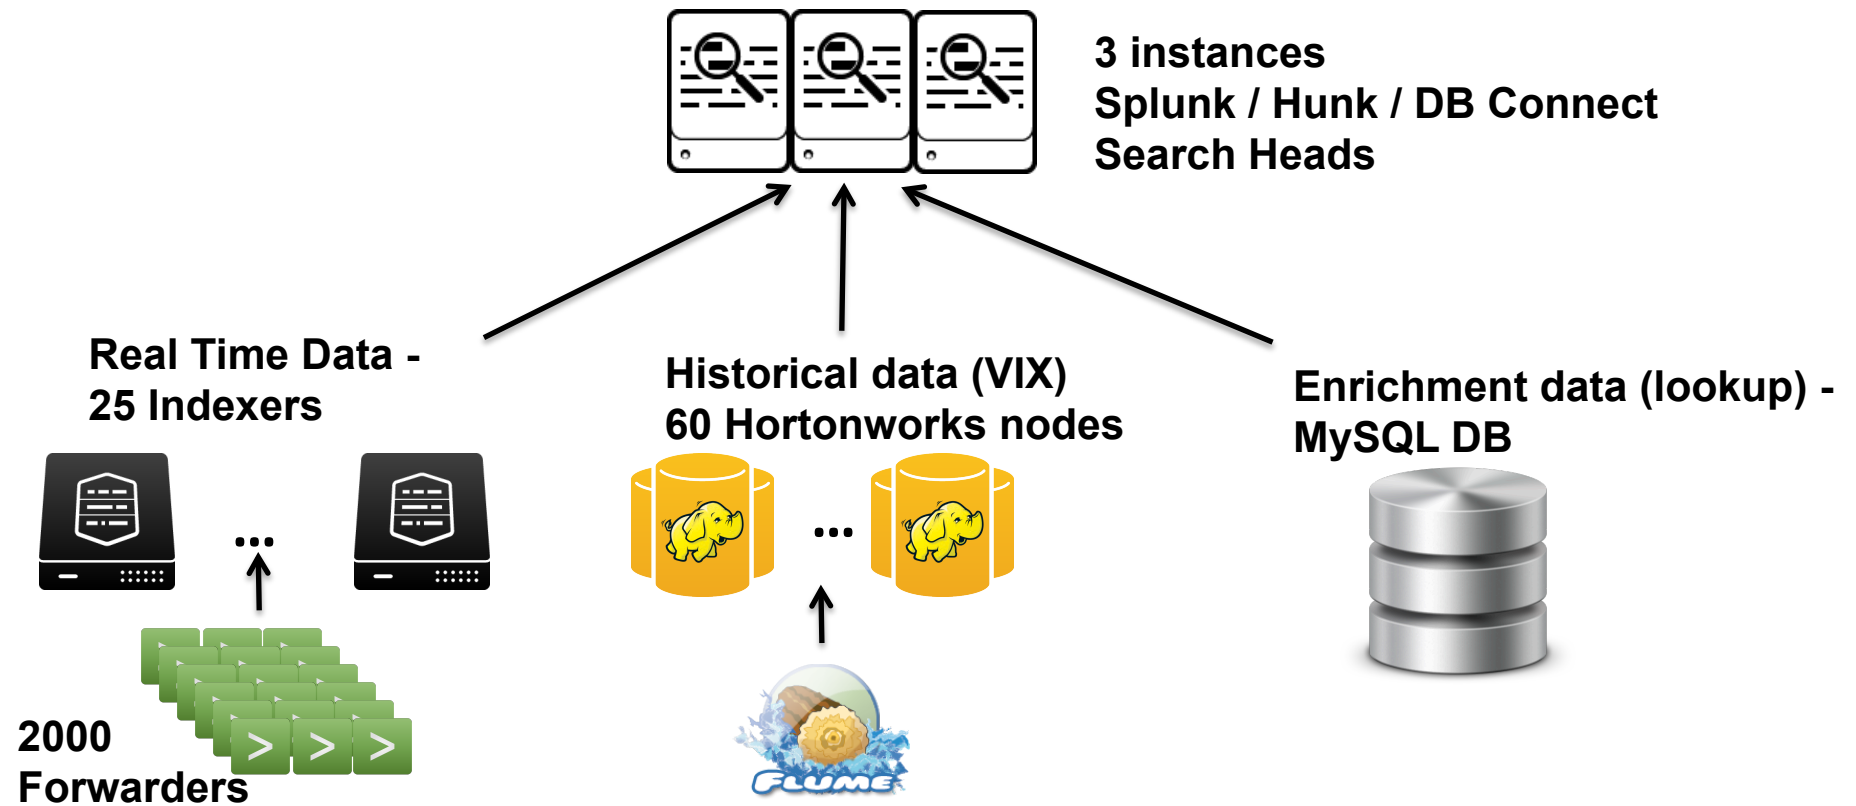 3 instances
Splunk / Hunk / DB Connect
Search Heads
Real Time Data -
25 Indexers
Historical data (VIX)
60 Hortonworks nodes
Enrichment data (lookup) -
MySQL DB
...
...
2000
Forwarders
> > >
FLUME